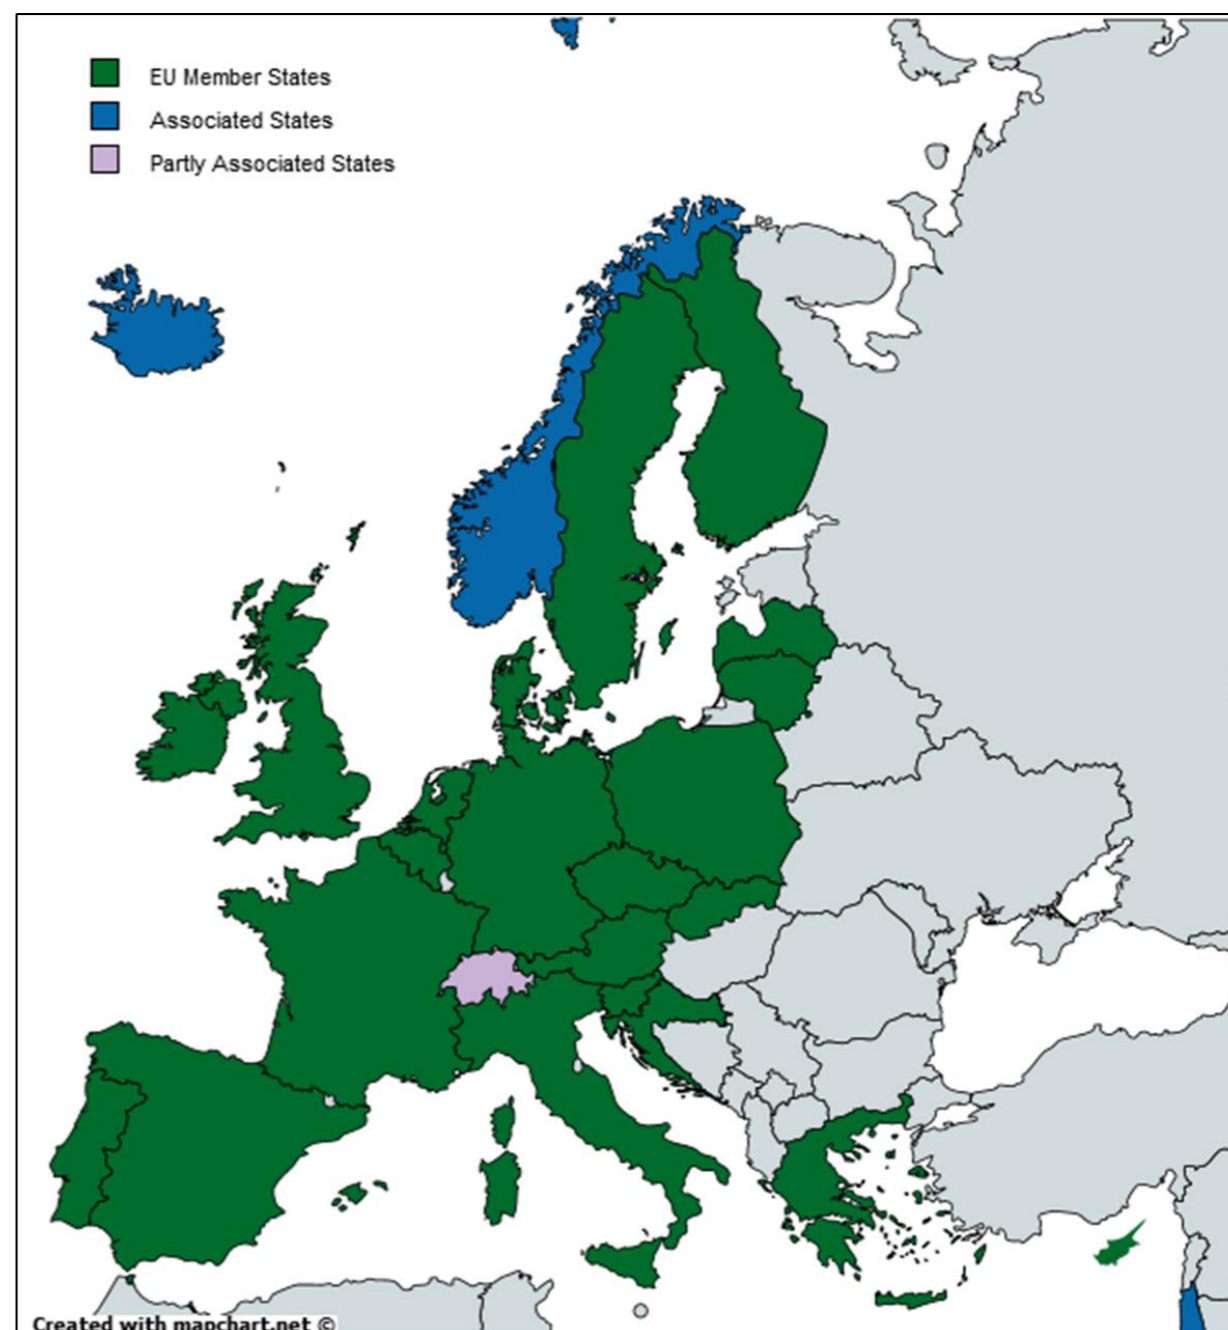 EU Member States
Associated States
Partly Associated States
Created with mapchart.net ©